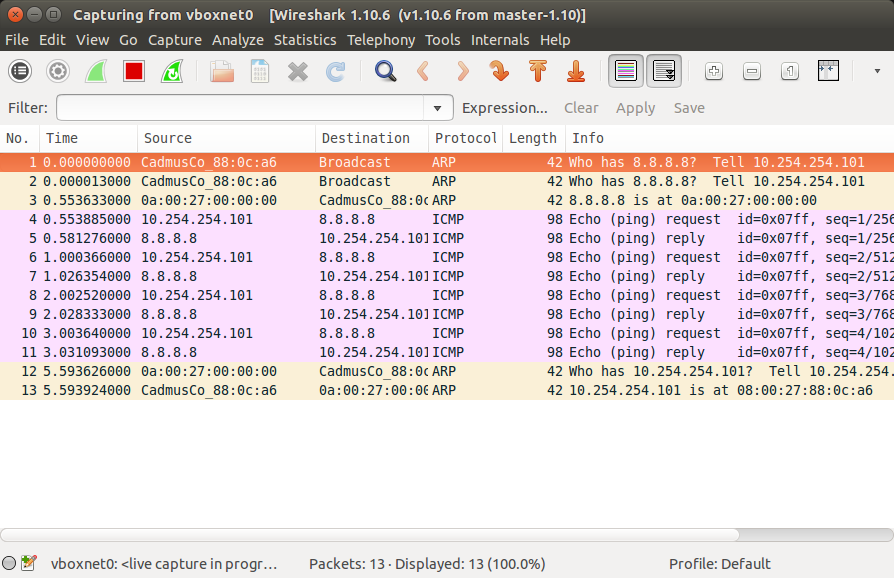 Capturing from vboxnet0 [Wireshark 1.10.6 (v1.10.6 from master-1.10)]
File Edit View Go Capture Analyze Statistics Telephony Tools Internals Help
Filter: Expression... Clear Apply Save
No. Time Source Destination Protocol Length Info
1 0.000000000 CadmusCo_88:0c:a6 Broadcast ARP 42 Who has 8.8.8.8? Tell 10.254.254.101
2 0.000013000 CadmusCo_88:0c:a6 Broadcast ARP 42 Who has 8.8.8.8? Tell 10.254.254.101
3 0.553633000 0a:00:27:00:00:00 CadmusCo_88:0c ARP 42 8.8.8.8 is at 0a:00:27:00:00:00
4 0.553885000 10.254.254.101 8.8.8.8 ICMP 98 Echo (ping) request id=0x07ff, seq=1/256
5 0.581276000 8.8.8.8 10.254.254.101 ICMP 98 Echo (ping) reply id=0x07ff, seq=1/256
6 1.000366000 10.254.254.101 8.8.8.8 ICMP 98 Echo (ping) request id=0x07ff, seq=2/512
7 1.026354000 8.8.8.8 10.254.254.101 ICMP 98 Echo (ping) reply id=0x07ff, seq=2/512
8 2.002520000 10.254.254.101 8.8.8.8 ICMP 98 Echo (ping) request id=0x07ff, seq=3/768
9 2.028333000 8.8.8.8 10.254.254.101 ICMP 98 Echo (ping) reply id=0x07ff, seq=3/768
10 3.003640000 10.254.254.101 8.8.8.8 ICMP 98 Echo (ping) request id=0x07ff, seq=4/102
11 3.031093000 8.8.8.8 10.254.254.101 ICMP 98 Echo (ping) reply id=0x07ff, seq=4/102
12 5.593626000 0a:00:27:00:00:00 CadmusCo_88:0c ARP 42 Who has 10.254.254.101? Tell 10.254.254.
13 5.593924000 CadmusCo_88:0c:a6 0a:00:27:00:00 ARP 42 10.254.254.101 is at 08:00:27:88:0c:a6
vboxnet0: <live capture in progr... Packets: 13 · Displayed: 13 (100.0%) Profile: Default